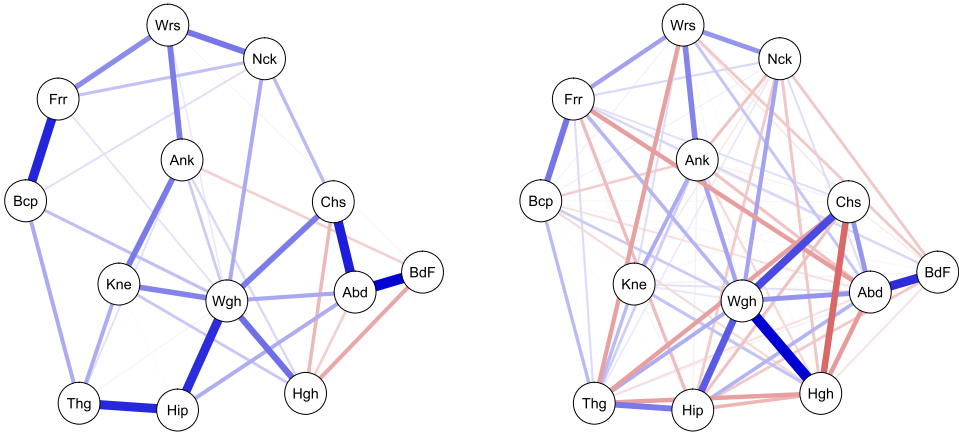 Wrs
Nck
Frr
Ank
Bcp
Chs
BdF
Kne
Wgh
Abd
Hgh
Thg
Hip
Wrs
Nck
Frr
Ank
Bcp
Chs
BdF
Kne
Wgh
Abd
Hgh
Thg
Hip